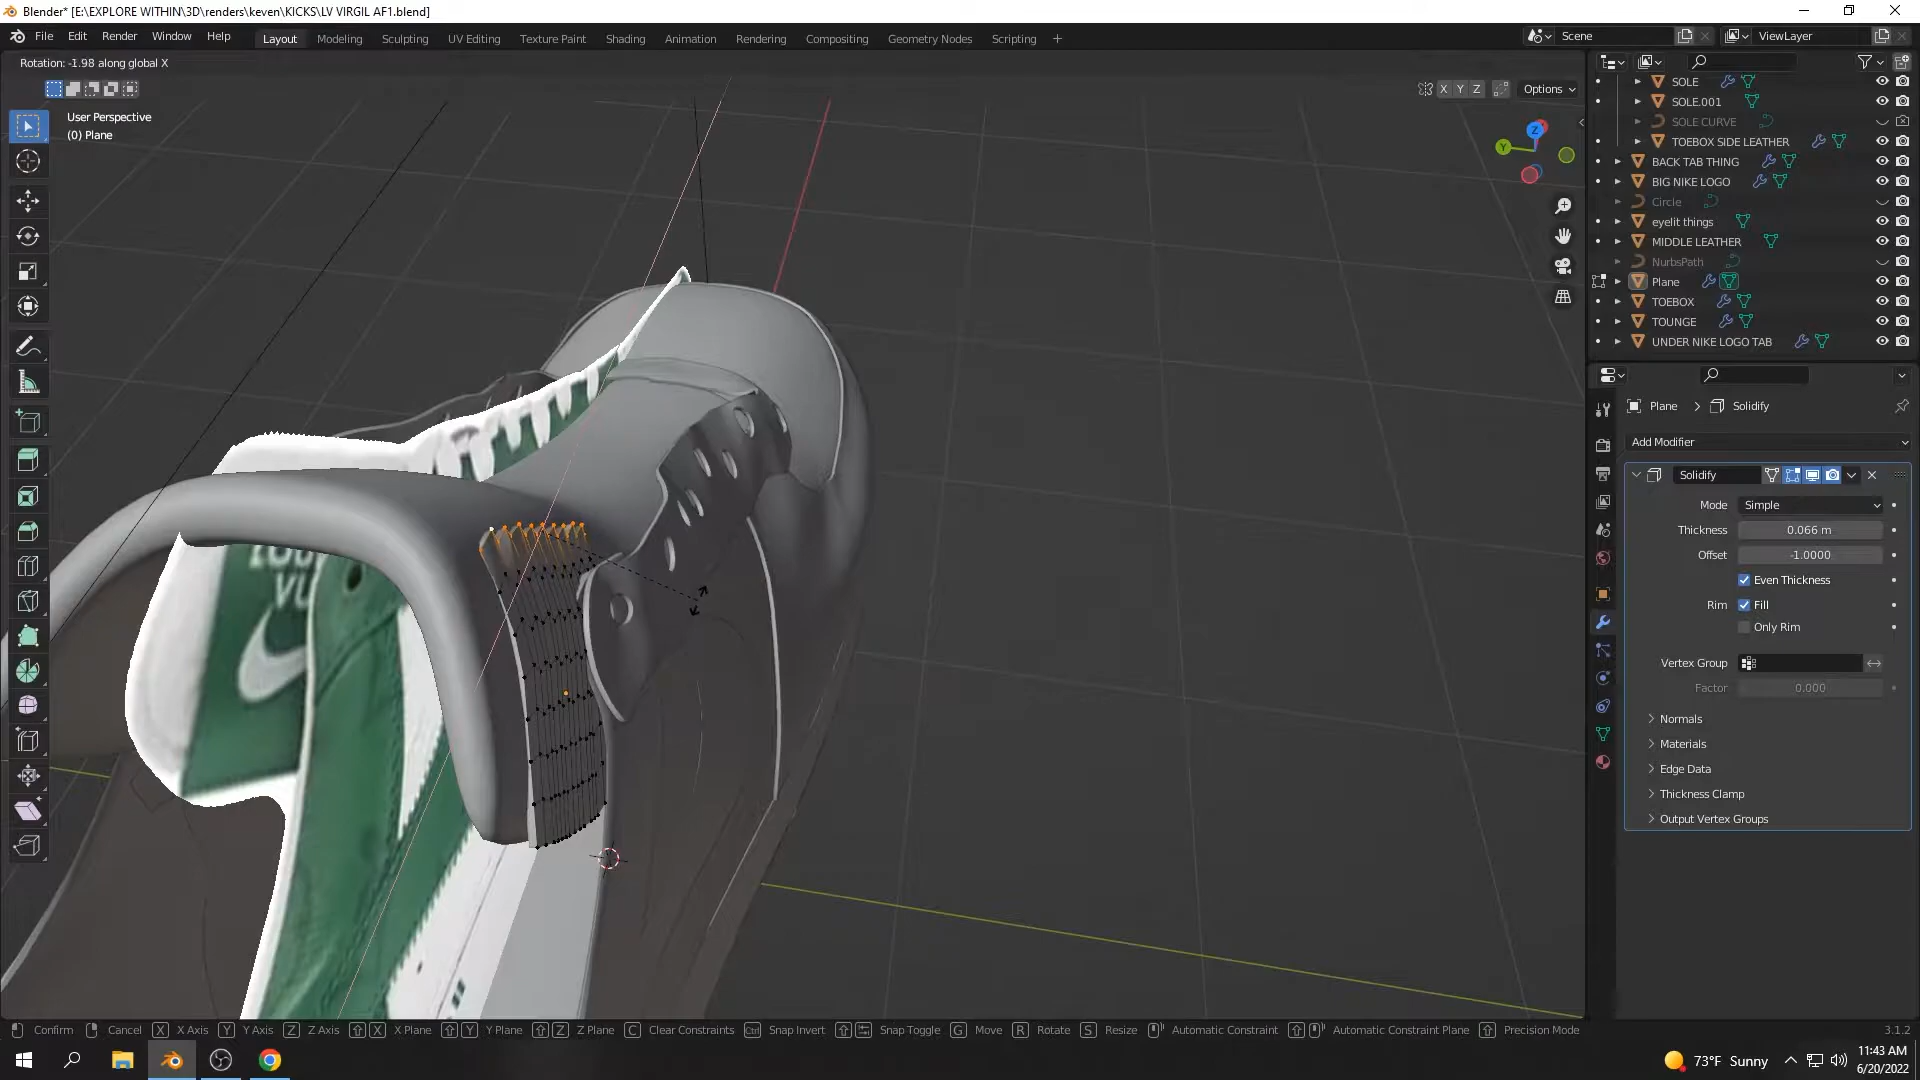 Blender* [E:\EXPLORE WITHIN\3D\renders\keven\KICKS\LV VIRGIL AF1.blend]
File Edit Render Window Help Layout Modeling Sculpting UV Editing Texture Paint Shading Animation Rendering Compositing Geometry Nodes Scripting + Scene ViewLayer
Rotation: -1.98 along global X
X Y Z Options
User Perspective
(0) Plane
Z
Y
SOLE
SOLE.001
SOLE CURVE
TOEBOX SIDE LEATHER
BACK TAB THING
BIG NIKE LOGO
Circle
eyelit things
MIDDLE LEATHER
NurbsPath
Plane
TOEBOX
TOUNGE
UNDER NIKE LOGO TAB
Plane > Solidify
Add Modifier
Solidify
Mode Simple
Thickness 0.066 m
Offset -1.0000
Even Thickness
Rim Fill
Only Rim
Vertex Group
Factor 0.000
Normals
Materials
Edge Data
Thickness Clamp
Output Vertex Groups
VU
Confirm Cancel X X Axis Y Y Axis Z Z Axis X X Plane Y Y Plane Z Z Plane C Clear Constraints Ctrl Snap Invert Snap Toggle G Move R Rotate S Resize Automatic Constraint Automatic Constraint Plane Precision Mode 3.1.2
73°F Sunny
11:43 AM
6/20/2022